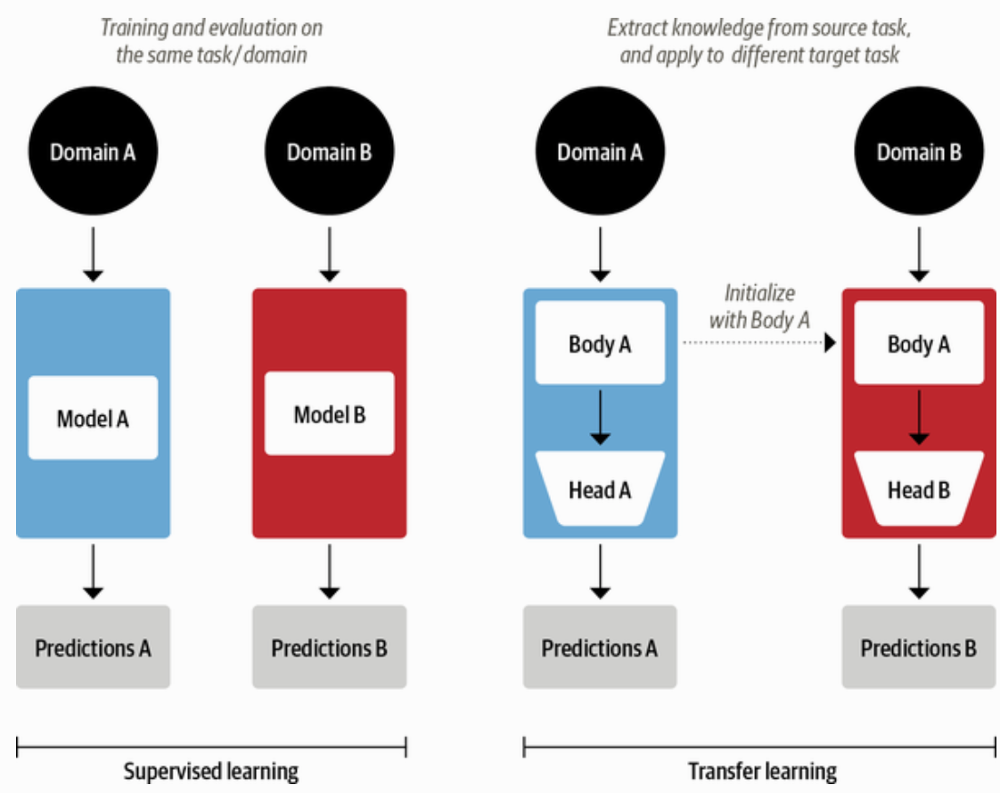 Training and evaluation on
the same task/domain
Extract knowledge from source task,
and apply to different target task
Domain A
Domain B
Domain A
Domain B
Initialize
with Body A
Body A
Body A
Model A
Model B
Head A
Head B
Predictions A
Predictions B
Predictions A
Predictions B
Supervised learning
Transfer learning